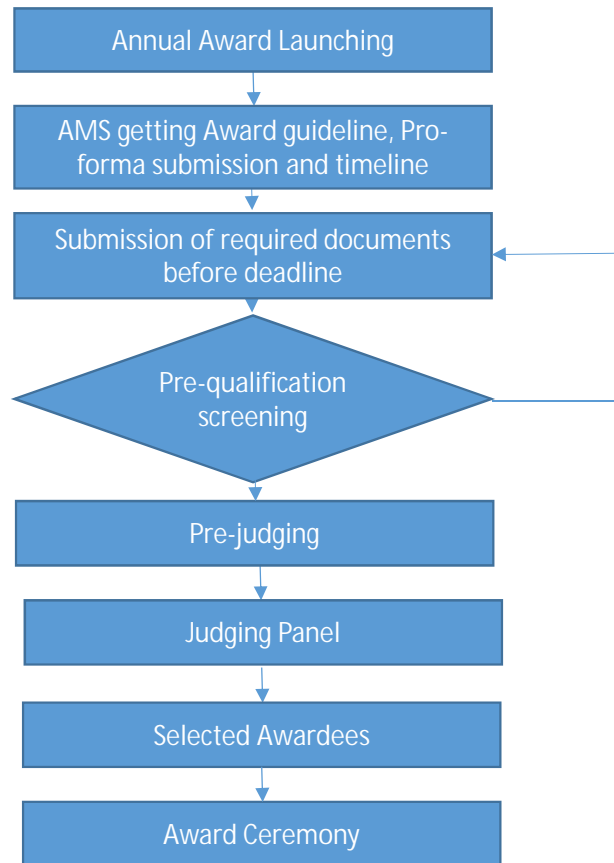 Annual Award Launching
AMS getting Award guideline, Pro-
forma submission and timeline
Submission of required documents
before deadline
Pre-qualification
screening
Pre-judging
Judging Panel
Selected Awardees
Award Ceremony